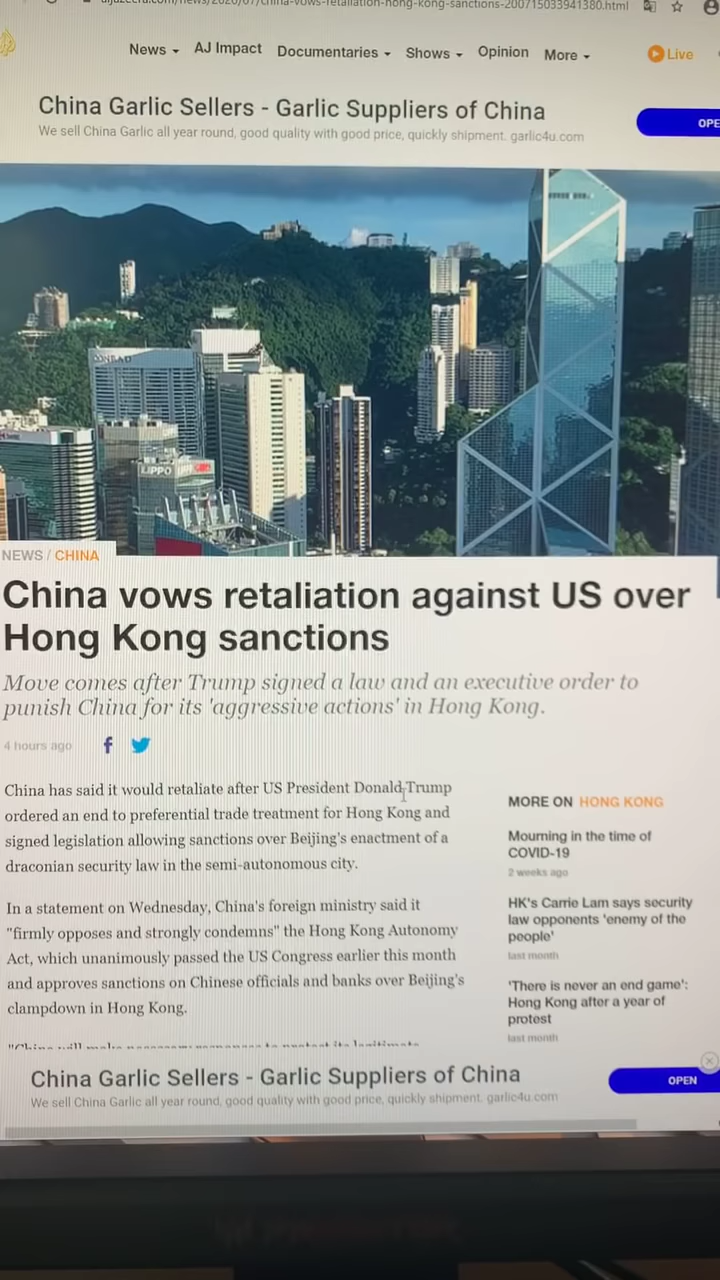 News
AJ Impact
Documentaries
Shows
Opinion
More
Live
China Garlic Sellers - Garlic Suppliers of China
We sell China Garlic all year round, good quality with good price, quickly shipment. garlic4u.com
OPE
CONRAD
LIPPO
NEWS / CHINA
China vows retaliation against US over
Hong Kong sanctions
Move comes after Trump signed a law and an executive order to
punish China for its 'aggressive actions' in Hong Kong.
4 hours ago
China has said it would retaliate after US President Donald Trump
ordered an end to preferential trade treatment for Hong Kong and
signed legislation allowing sanctions over Beijing's enactment of a
draconian security law in the semi-autonomous city.
In a statement on Wednesday, China's foreign ministry said it
"firmly opposes and strongly condemns" the Hong Kong Autonomy
Act, which unanimously passed the US Congress earlier this month
and approves sanctions on Chinese officials and banks over Beijing's
clampdown in Hong Kong.
MORE ON HONG KONG
Mourning in the time of
COVID-19
2 weeks ago
HK's Carrie Lam says security
law opponents 'enemy of the
people'
last month
'There is never an end game':
Hong Kong after a year of
protest
last month
China Garlic Sellers - Garlic Suppliers of China
We sell China Garlic all year round, good quality with good price, quickly shipment. garlic4u.com
OPEN